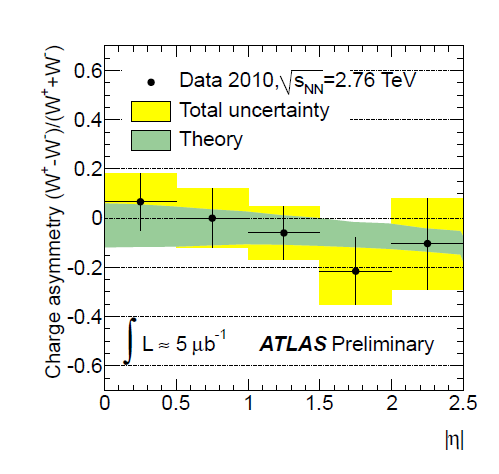 Charge asymmetry (W⁺-W⁻)/(W⁺+W⁻)
0.6
0.4
0.2
0
-0.2
-0.4
-0.6
Data 2010,√s_NN=2.76 TeV
Total uncertainty
Theory
∫ L ≈ 5 μb⁻¹
ATLAS Preliminary
0 0.5 1 1.5 2 2.5
|η|